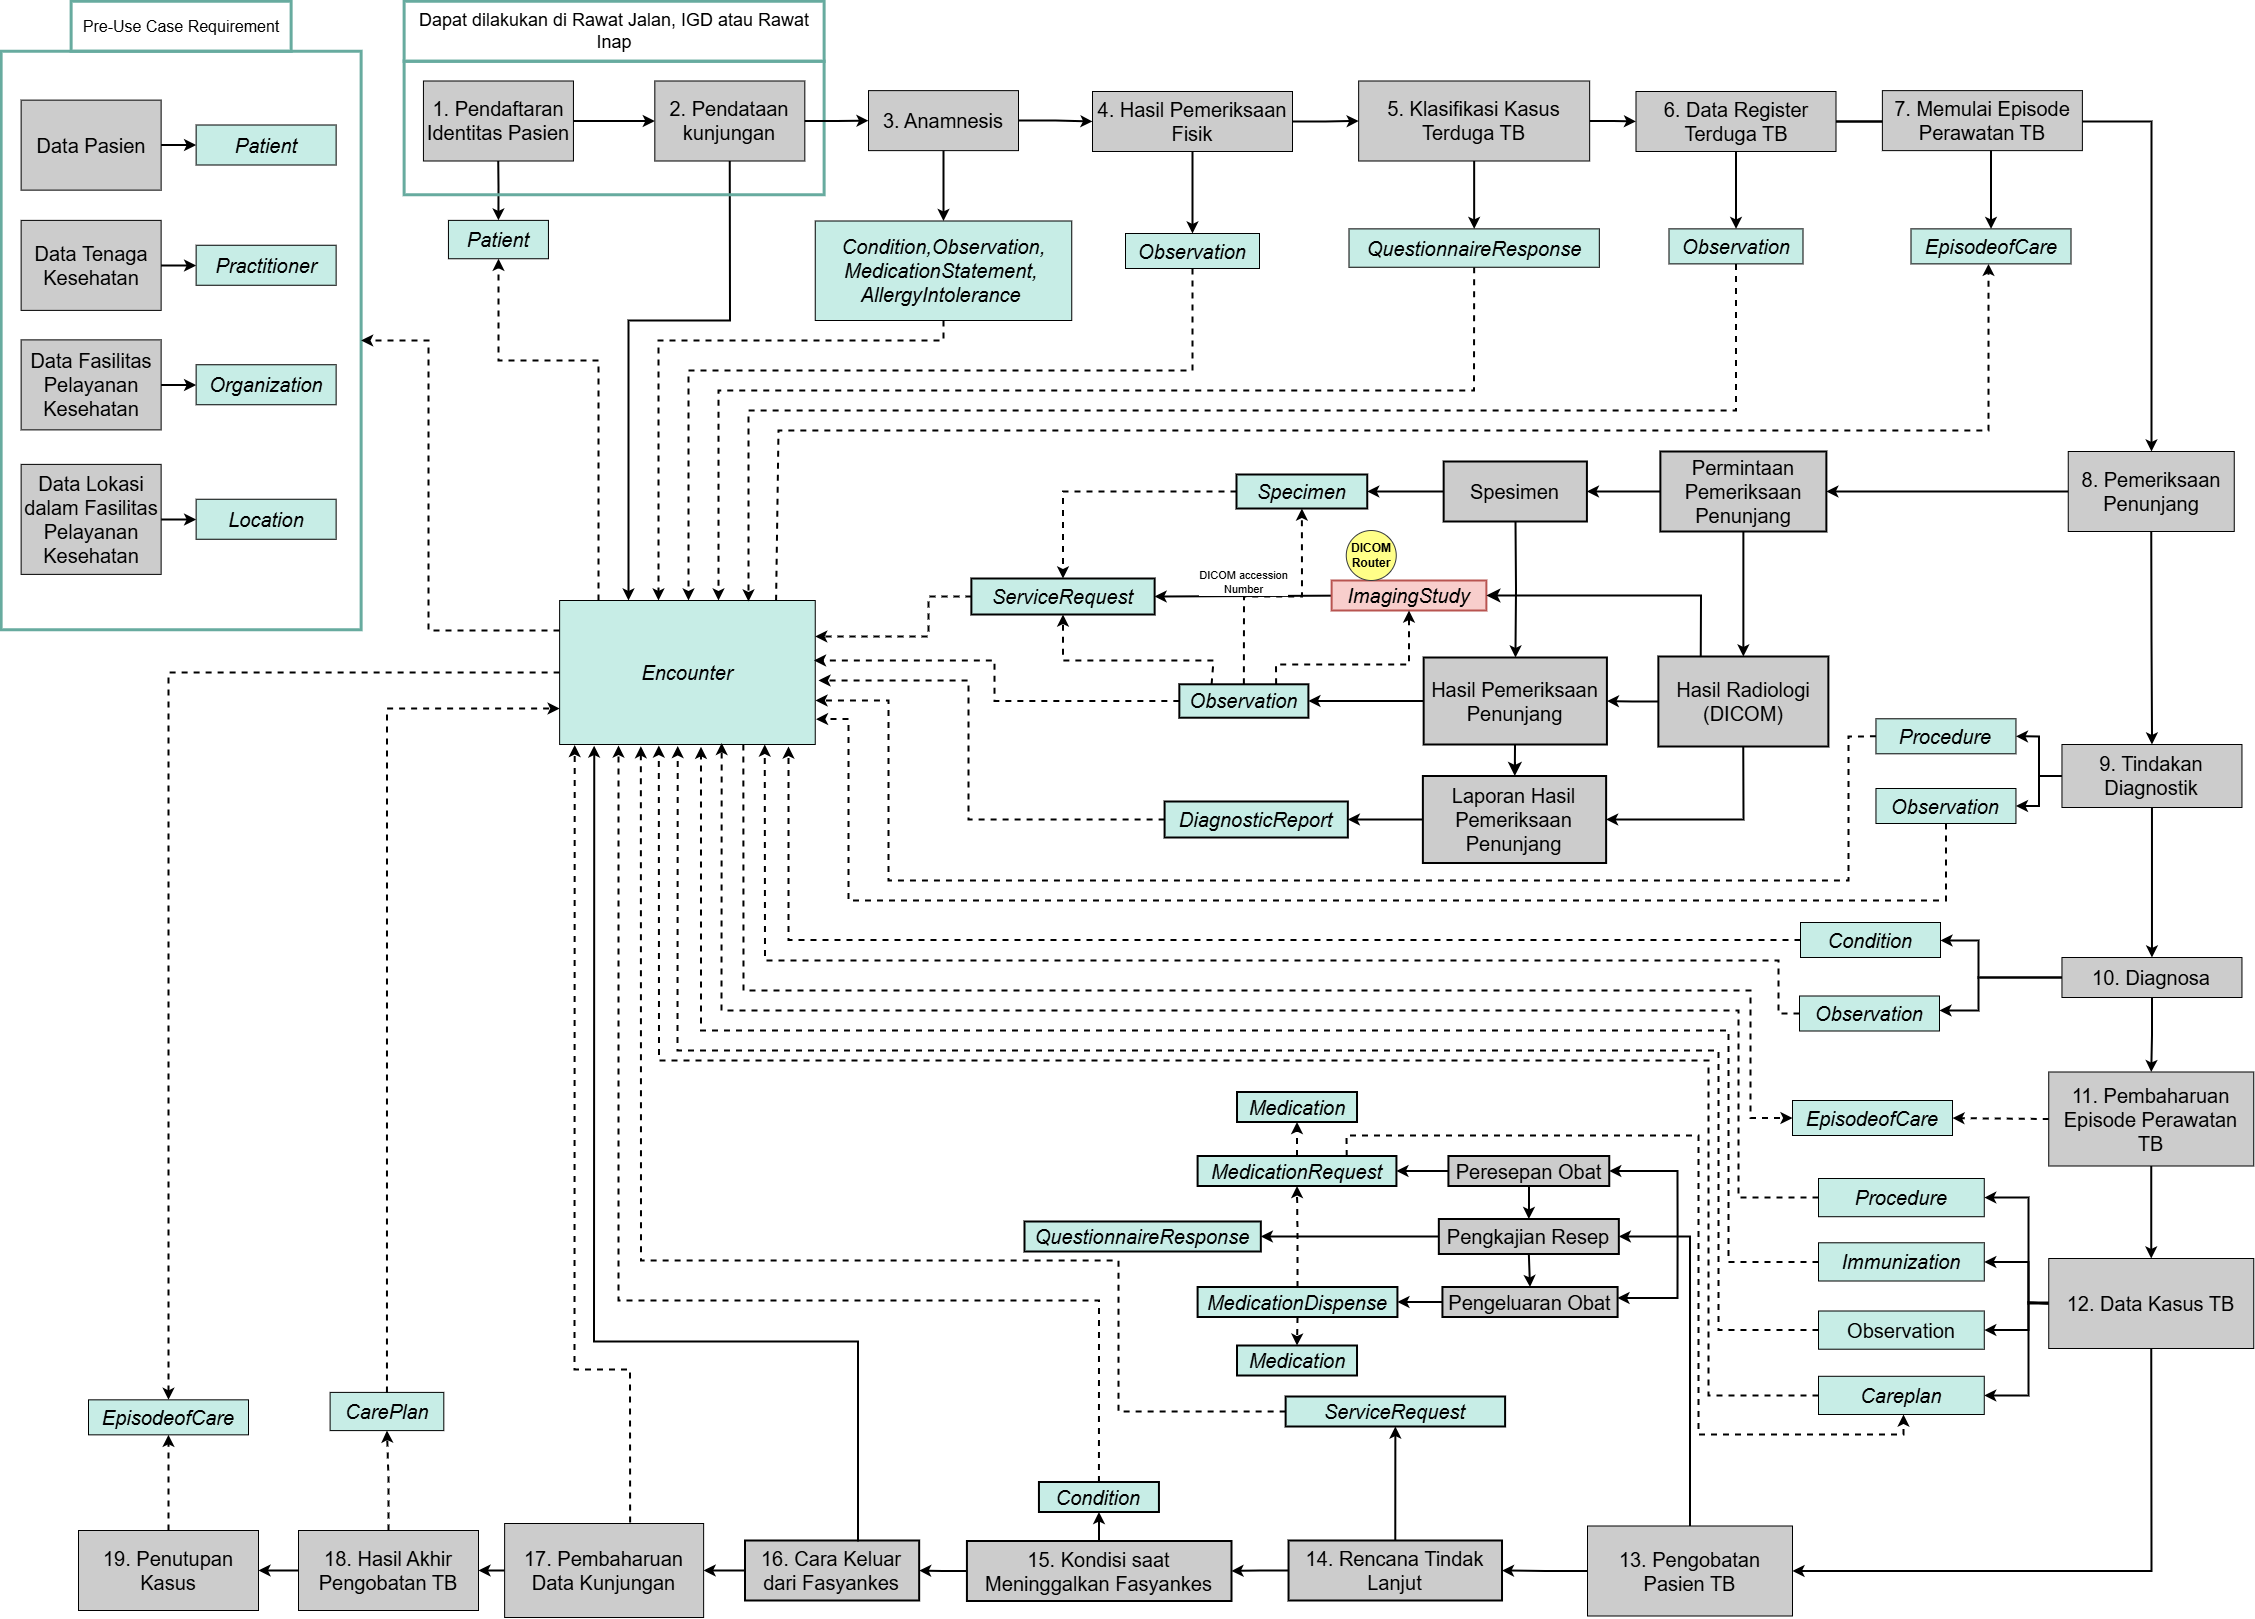 Pre-Use Case Requirement
Dapat dilakukan di Rawat Jalan, IGD atau Rawat
Inap
Data Pasien
Patient
Data Tenaga
Kesehatan
Practitioner
Data Fasilitas
Pelayanan
Kesehatan
Organization
Data Lokasi
dalam Fasilitas
Pelayanan
Kesehatan
Location
1. Pendaftaran
Identitas Pasien
2. Pendataan
kunjungan
3. Anamnesis
4. Hasil Pemeriksaan
Fisik
5. Klasifikasi Kasus
Terduga TB
6. Data Register
Terduga TB
7. Memulai Episode
Perawatan TB
Patient
Condition,Observation,
MedicationStatement,
AllergyIntolerance
Observation
QuestionnaireResponse
Observation
EpisodeofCare
8. Pemeriksaan
Penunjang
Permintaan
Pemeriksaan
Penunjang
Spesimen
Specimen
DICOM
Router
DICOM accession
Number
ServiceRequest
ImagingStudy
Encounter
Observation
Hasil Pemeriksaan
Penunjang
Hasil Radiologi
(DICOM)
DiagnosticReport
Laporan Hasil
Pemeriksaan
Penunjang
Procedure
Observation
9. Tindakan
Diagnostik
Condition
Observation
10. Diagnosa
EpisodeofCare
11. Pembaharuan
Episode Perawatan
TB
Medication
MedicationRequest
Peresepan Obat
QuestionnaireResponse
Pengkajian Resep
MedicationDispense
Pengeluaran Obat
Medication
Procedure
Immunization
Observation
Careplan
12. Data Kasus TB
EpisodeofCare
CarePlan
Condition
ServiceRequest
19. Penutupan
Kasus
18. Hasil Akhir
Pengobatan TB
17. Pembaharuan
Data Kunjungan
16. Cara Keluar
dari Fasyankes
15. Kondisi saat
Meninggalkan Fasyankes
14. Rencana Tindak
Lanjut
13. Pengobatan
Pasien TB